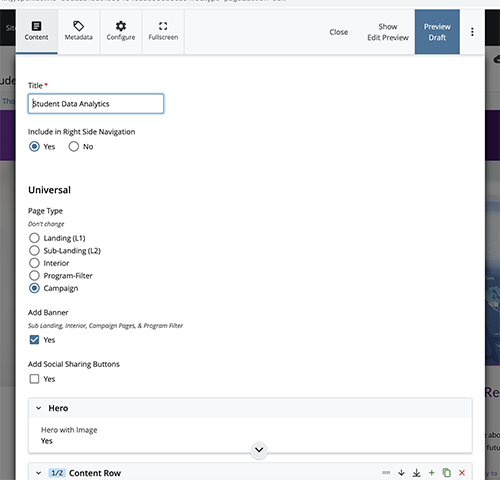 Content
Metadata
Configure
Fullscreen
Close
Show
Edit Preview
Preview
Draft
Title *
Student Data Analytics
Include in Right Side Navigation
Yes No
Universal
Page Type
Don't change
Landing (L1)
Sub-Landing (L2)
Interior
Program-Filter
Campaign
Add Banner
Sub Landing, Interior, Campaign Pages, & Program Filter
Yes
Add Social Sharing Buttons
Yes
Hero
Hero with Image
Yes
1/2 Content Row